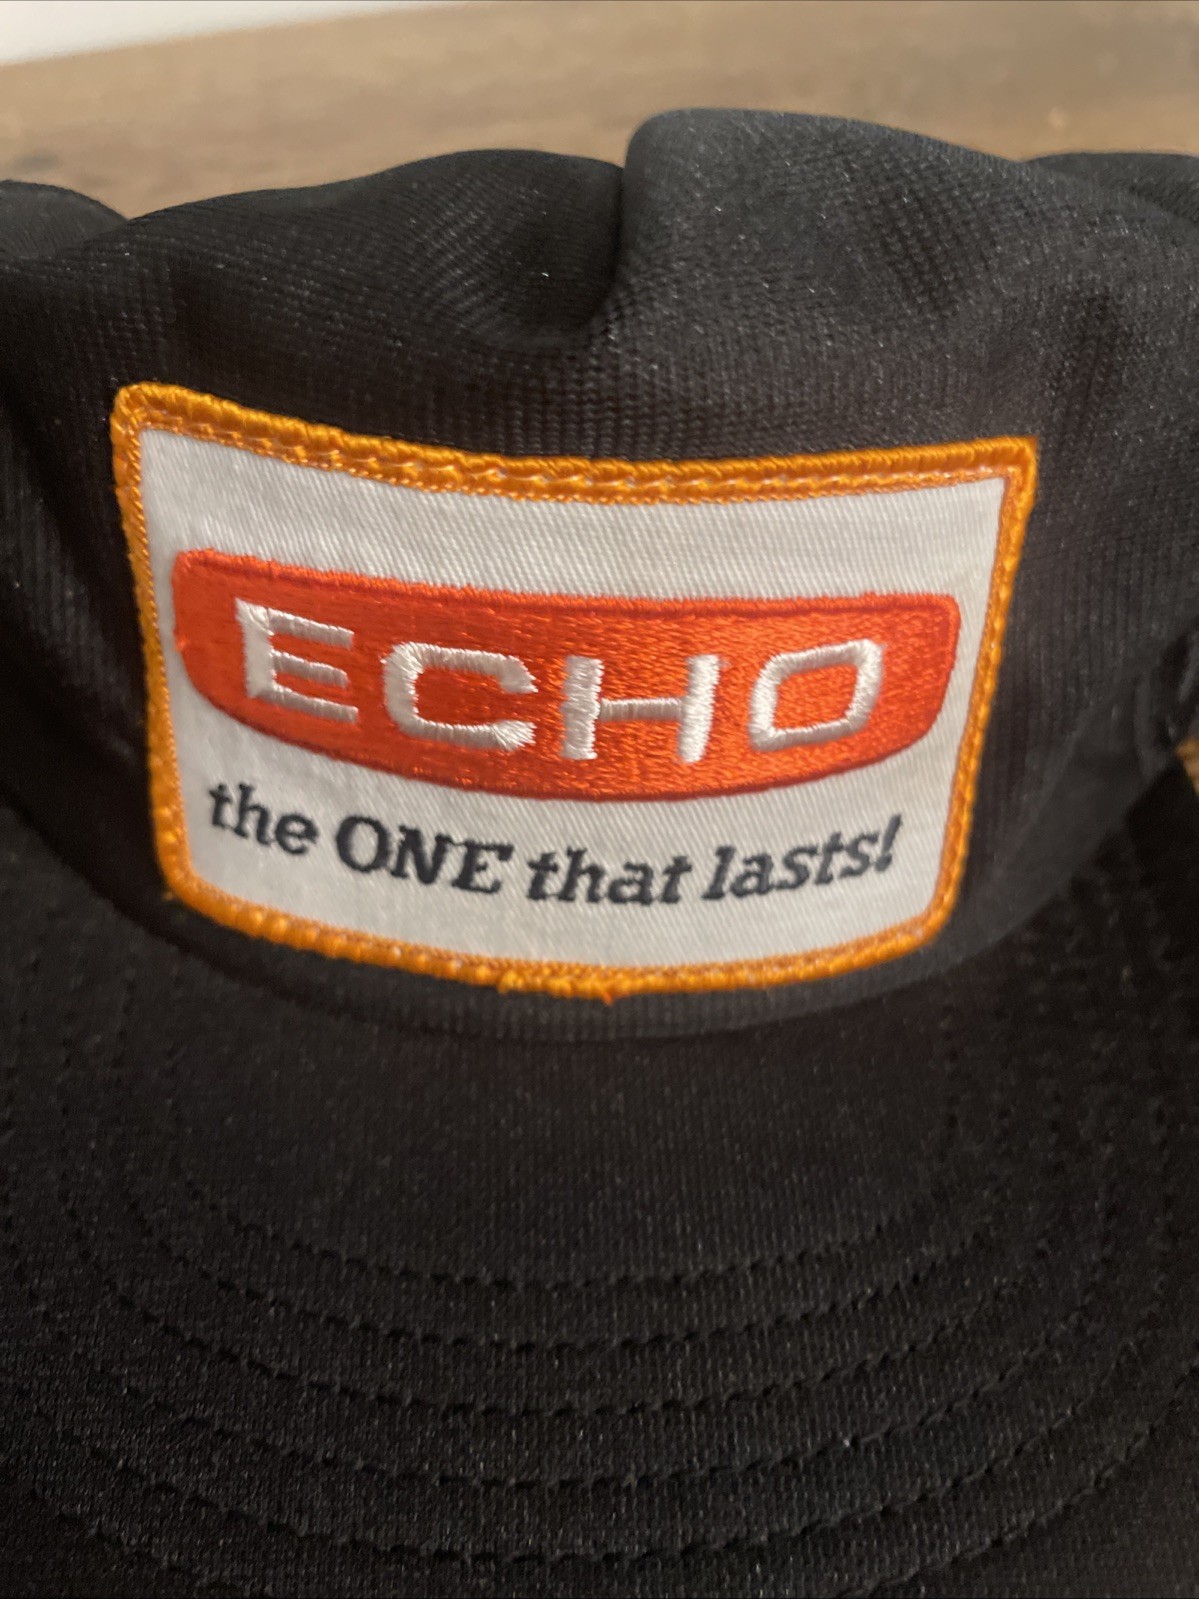 ECHO
the ONE that lasts!